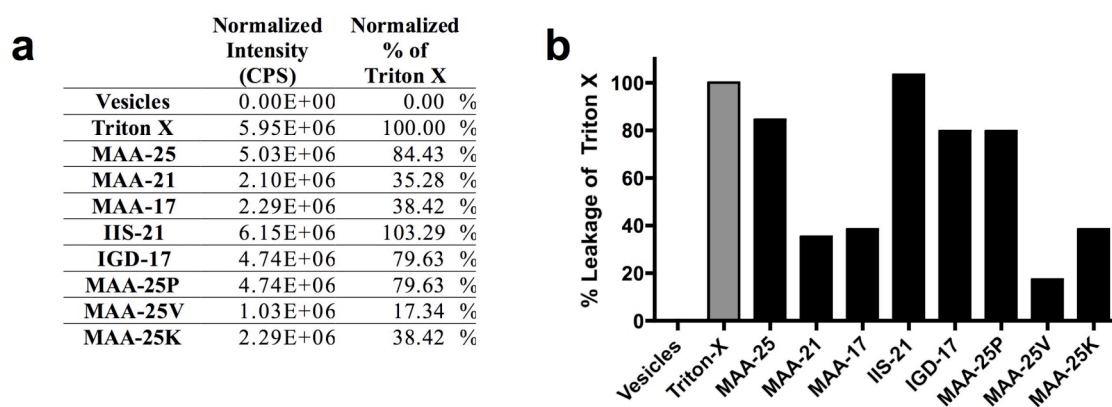 a
Normalized Normalized
Intensity % of
(CPS) Triton X
Vesicles 0.00E+00 0.00 %
Triton X 5.95E+06 100.00 %
MAA-25 5.03E+06 84.43 %
MAA-21 2.10E+06 35.28 %
MAA-17 2.29E+06 38.42 %
IIS-21 6.15E+06 103.29 %
IGD-17 4.74E+06 79.63 %
MAA-25P 4.74E+06 79.63 %
MAA-25V 1.03E+06 17.34 %
MAA-25K 2.29E+06 38.42 %
b
% Leakage of Triton X
100
80
60
40
20
0
Vesicles
Triton-X
MAA-25
MAA-21
MAA-17
IIS-21
IGD-17
MAA-25P
MAA-25V
MAA-25K